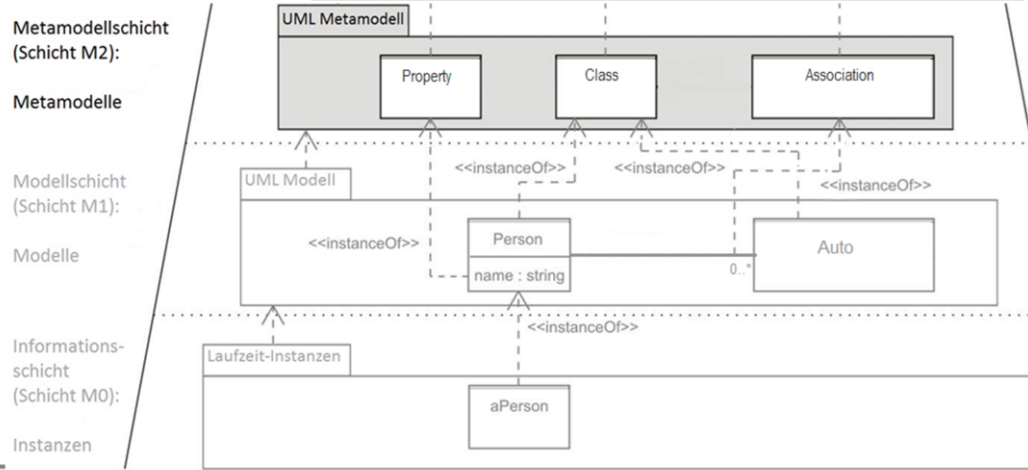 Metamodellschicht
(Schicht M2):
Metamodelle
UML Metamodell
Property
Class
Association
<<instanceOf>>
<<instanceOf>>
<<instanceOf>>
Modellschicht
(Schicht M1):
Modelle
UML Modell
<<instanceOf>>
Person
name : string
0..*
Auto
<<instanceOf>>
Informations-
schicht
(Schicht M0):
Instanzen
Laufzeit-Instanzen
aPerson